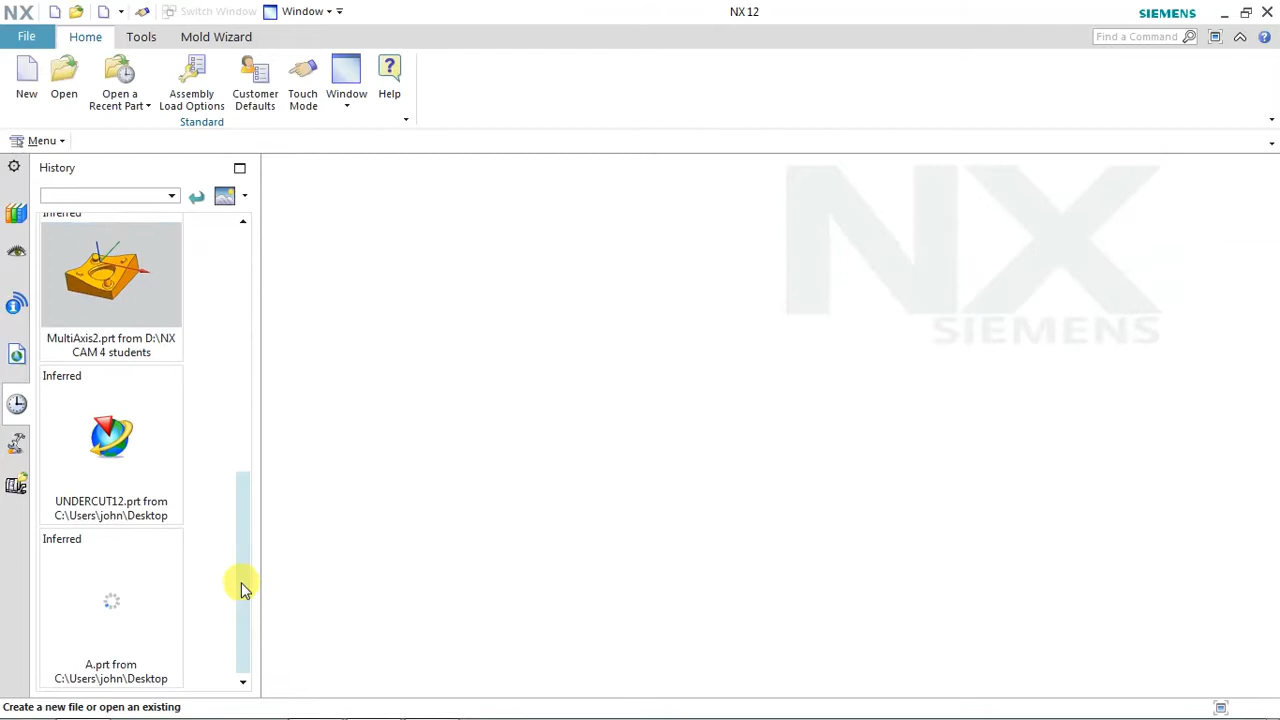 NX Switch Window Window NX 12 SIEMENS
File Home Tools Mold Wizard Find a Command
New Open Open a Recent Part Assembly Load Options Customer Defaults Touch Mode Window Help
Standard
Menu
History
Inferred
MultiAxis2.prt from D:\NX
CAM 4 students
Inferred
UNDERCUT12.prt from
C:\Users\john\Desktop
Inferred
A.prt from
C:\Users\john\Desktop
NX
SIEMENS
Create a new file or open an existing